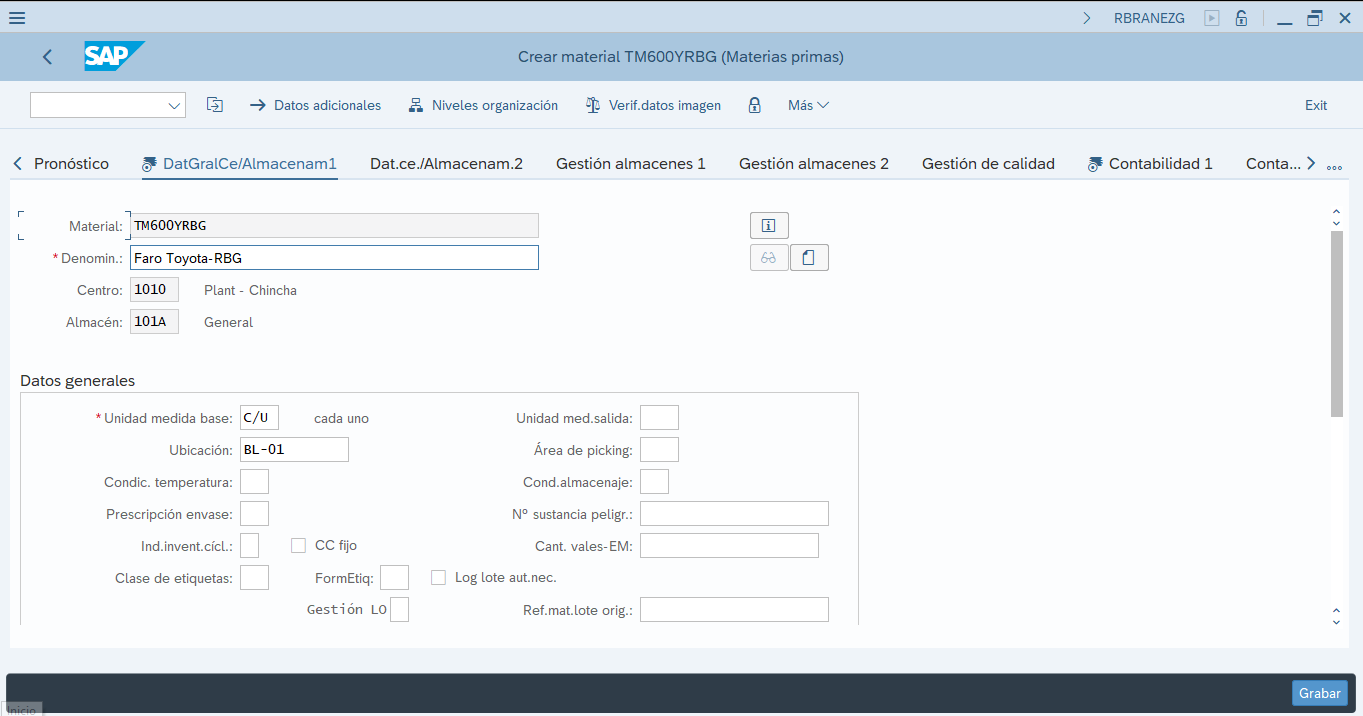 RBRANEZG
SAP
Crear material TM600YRBG (Materias primas)
Datos adicionales Niveles organización Verif.datos imagen Más Exit
Pronóstico DatGralCe/Almacenam1 Dat.ce./Almacenam.2 Gestión almacenes 1 Gestión almacenes 2 Gestión de calidad Contabilidad 1 Conta... ...
Material: TM600YRBG
* Denomin.: Faro Toyota-RBG
Centro: 1010 Plant - Chincha
Almacén: 101A General
Datos generales
* Unidad medida base: C/U cada uno Unidad med.salida:
Ubicación: BL-01 Área de picking:
Condic. temperatura: Cond.almacenaje:
Prescripción envase: Nº sustancia peligr.:
Ind.invent.cícl.: CC fijo Cant. vales-EM:
Clase de etiquetas: FormEtiq: Log lote aut.nec.
Gestión LO Ref.mat.lote orig.:
Grabar
Inicio